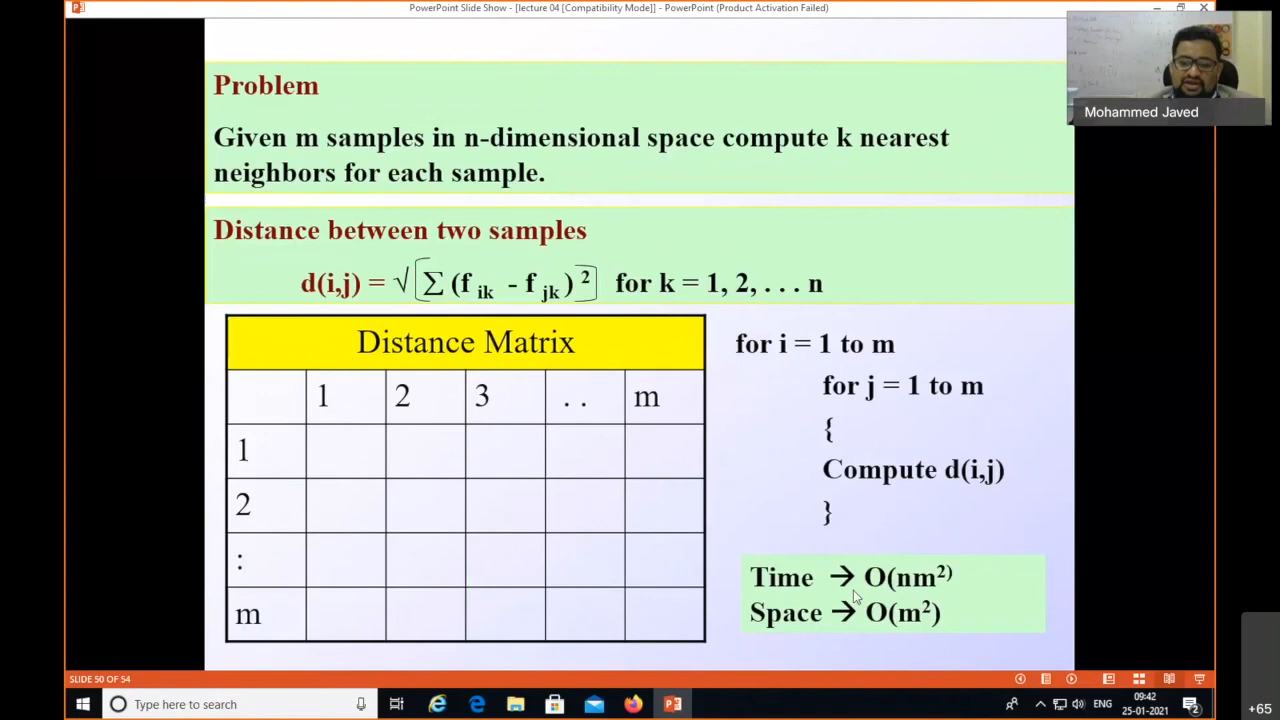 PowerPoint Slide Show - [lecture 04 [Compatibility Mode]] - PowerPoint (Product Activation Failed)
Mohammed Javed
Problem
Given m samples in n-dimensional space compute k nearest
neighbors for each sample.
Distance between two samples
d(i,j) = √ ∑ (f ik - f jk ) 2 for k = 1, 2, . . . n
Distance Matrix
1 2 3 . . m
1
2
:
m
for i = 1 to m
for j = 1 to m
{
Compute d(i,j)
}
Time → O(nm2)
Space → O(m2)
SLIDE 50 OF 54
Type here to search
ENG
09:42
25-01-2021
2
+65